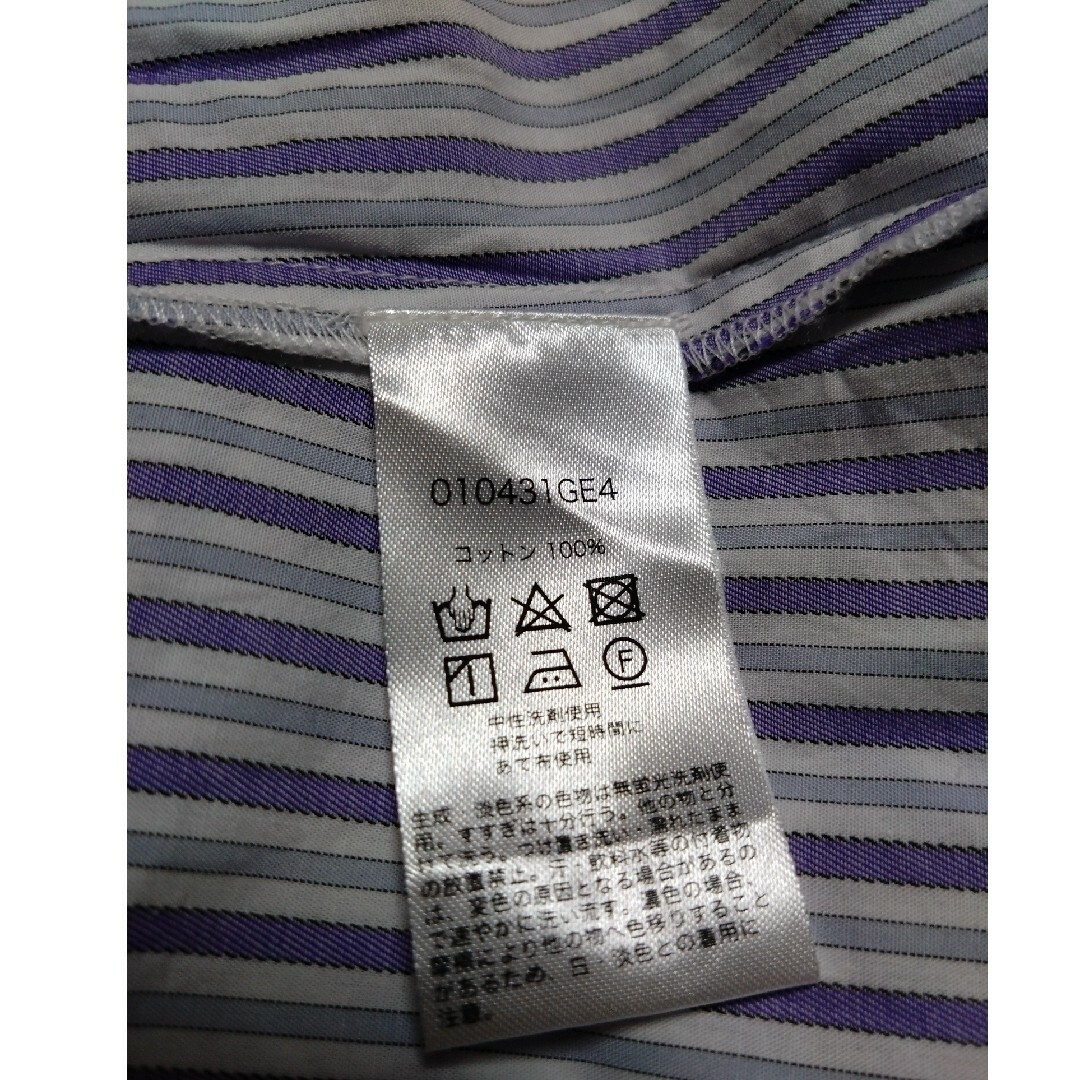 010431GE4
コットン 100%
F
中性洗剤使用
押洗いで短時間に
あて布使用
生成・淡色系の色物は無蛍光洗剤使
用。すすぎは十分行う。他の物と分
けて洗う。つけ置き洗い・濡れたまま
の放置禁止。汗・飲料水等の付着物
は、変色の原因となる場合があるの
で速やかに洗い流す。濃色の場合、
摩擦により他の物へ色移りすること
があるため、白 淡色との着用に
注意。